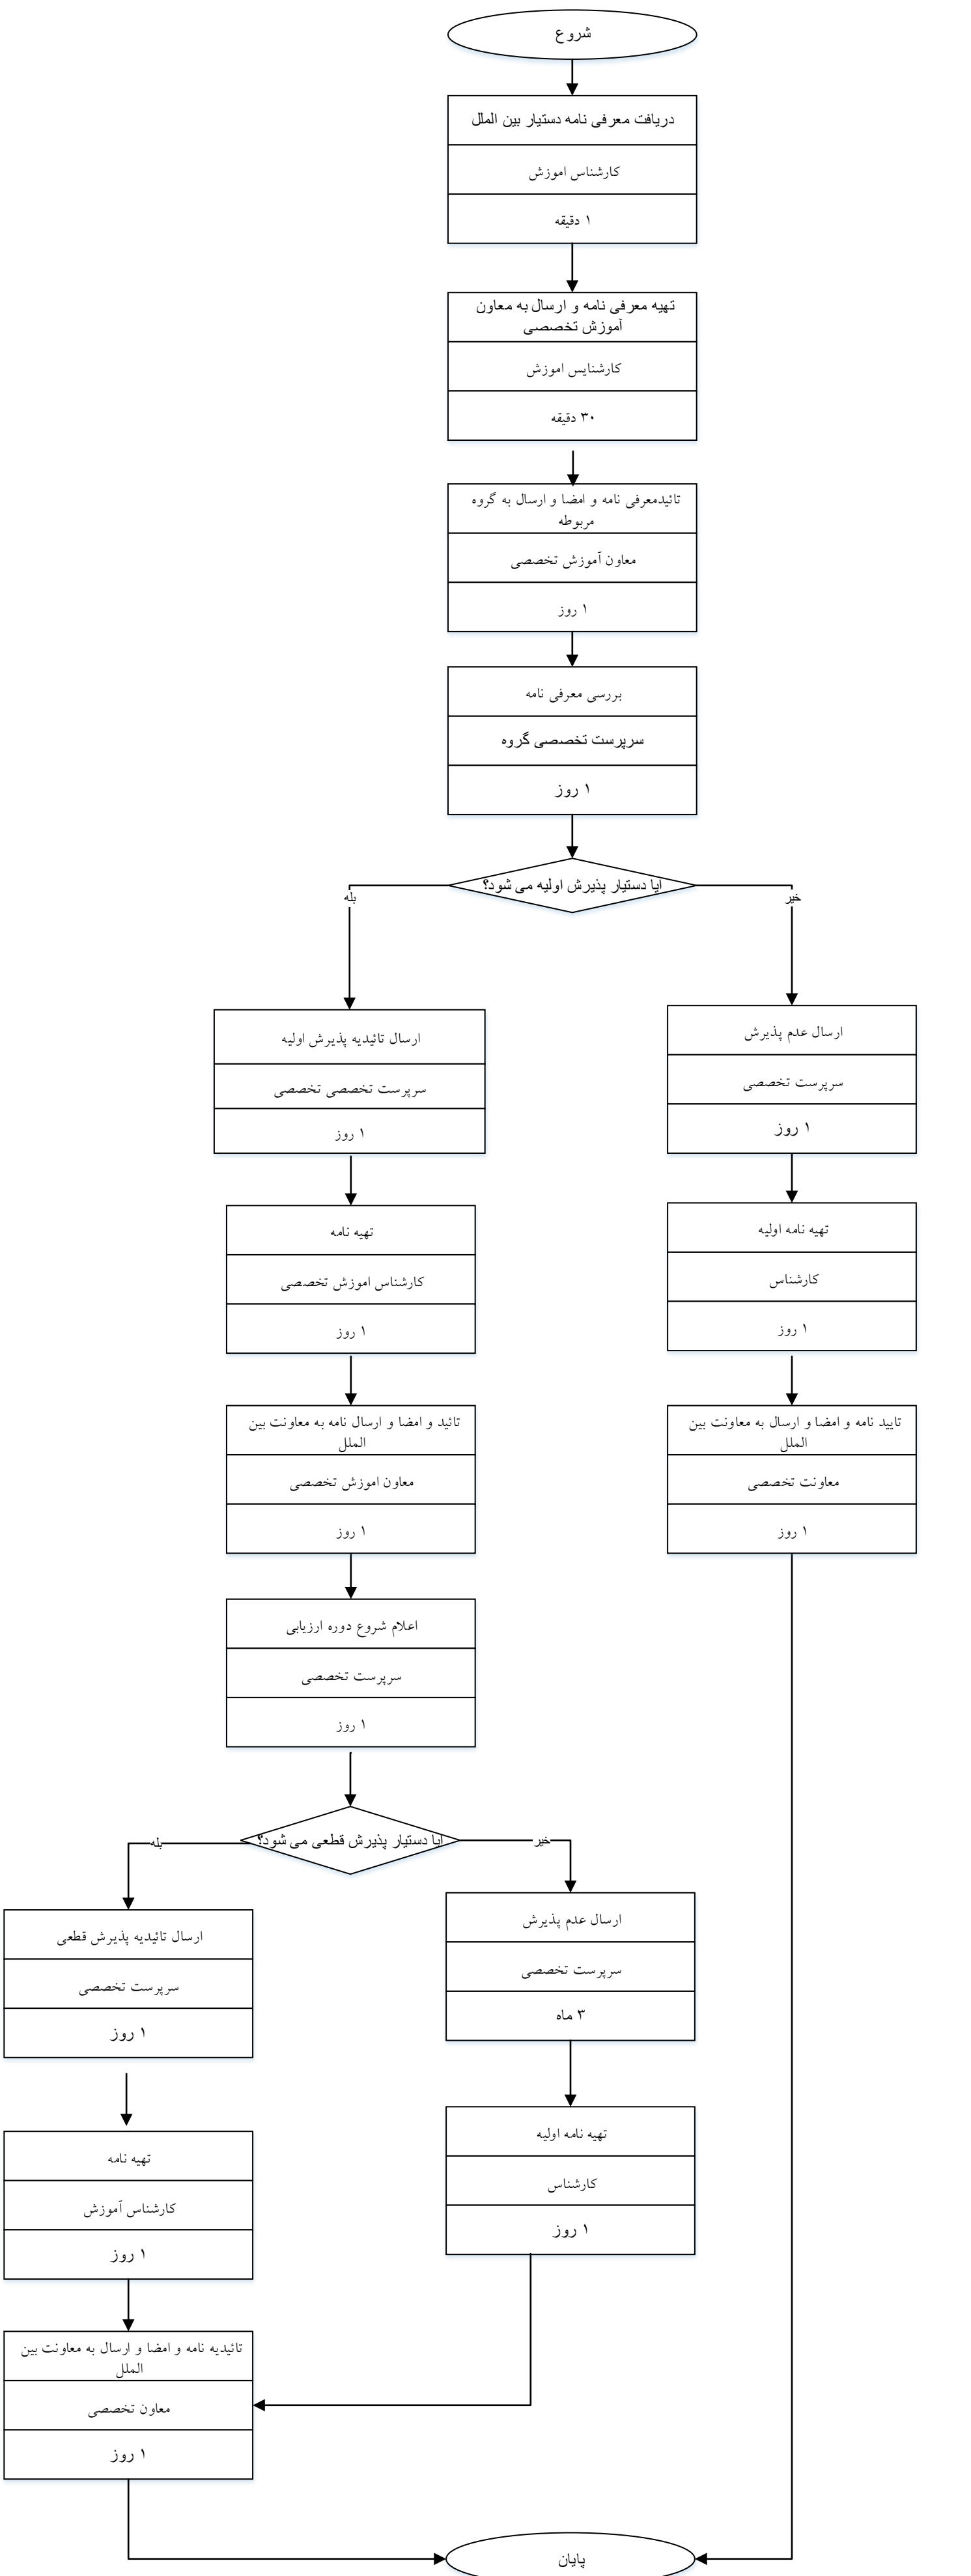 شروع
دریافت معرفی نامه دستیار بین الملل
کارشناس اموزش
۱ دقیقه
تهیه معرفی نامه و ارسال به معاون
آموزش تخصصی
کارشنایس اموزش
۳۰ دقیقه
تائیدمعرفی نامه و امضا و ارسال به گروه
مربوطه
معاون آموزش تخصصی
۱ روز
بررسی معرفی نامه
سرپرست تخصصی گروه
۱ روز
ایا دستیار پذیرش اولیه می شود؟
خیر
بله
ارسال عدم پذیرش
سرپرست تخصصی
۱ روز
تهیه نامه اولیه
کارشناس
۱ روز
تایید نامه و امضا و ارسال به معاونت بین
الملل
معاونت تخصصی
۱ روز
ارسال تائیدیه پذیرش اولیه
سرپرست تخصصی تخصصی
۱ روز
تهیه نامه
کارشناس اموزش تخصصی
۱ روز
تائید و امضا و ارسال نامه به معاونت بین
الملل
معاون اموزش تخصصی
۱ روز
اعلام شروع دوره ارزیابی
سرپرست تخصصی
۱ روز
ایا دستیار پذیرش قطعی می شود؟
خیر
بله
ارسال عدم پذیرش
سرپرست تخصصی
۳ ماه
تهیه نامه اولیه
کارشناس
۱ روز
ارسال تائیدیه پذیرش قطعی
سرپرست تخصصی
۱ روز
تهیه نامه
کارشناس آموزش
۱ روز
تائیدیه نامه و امضا و ارسال به معاونت بین
الملل
معاون تخصصی
۱ روز
پایان